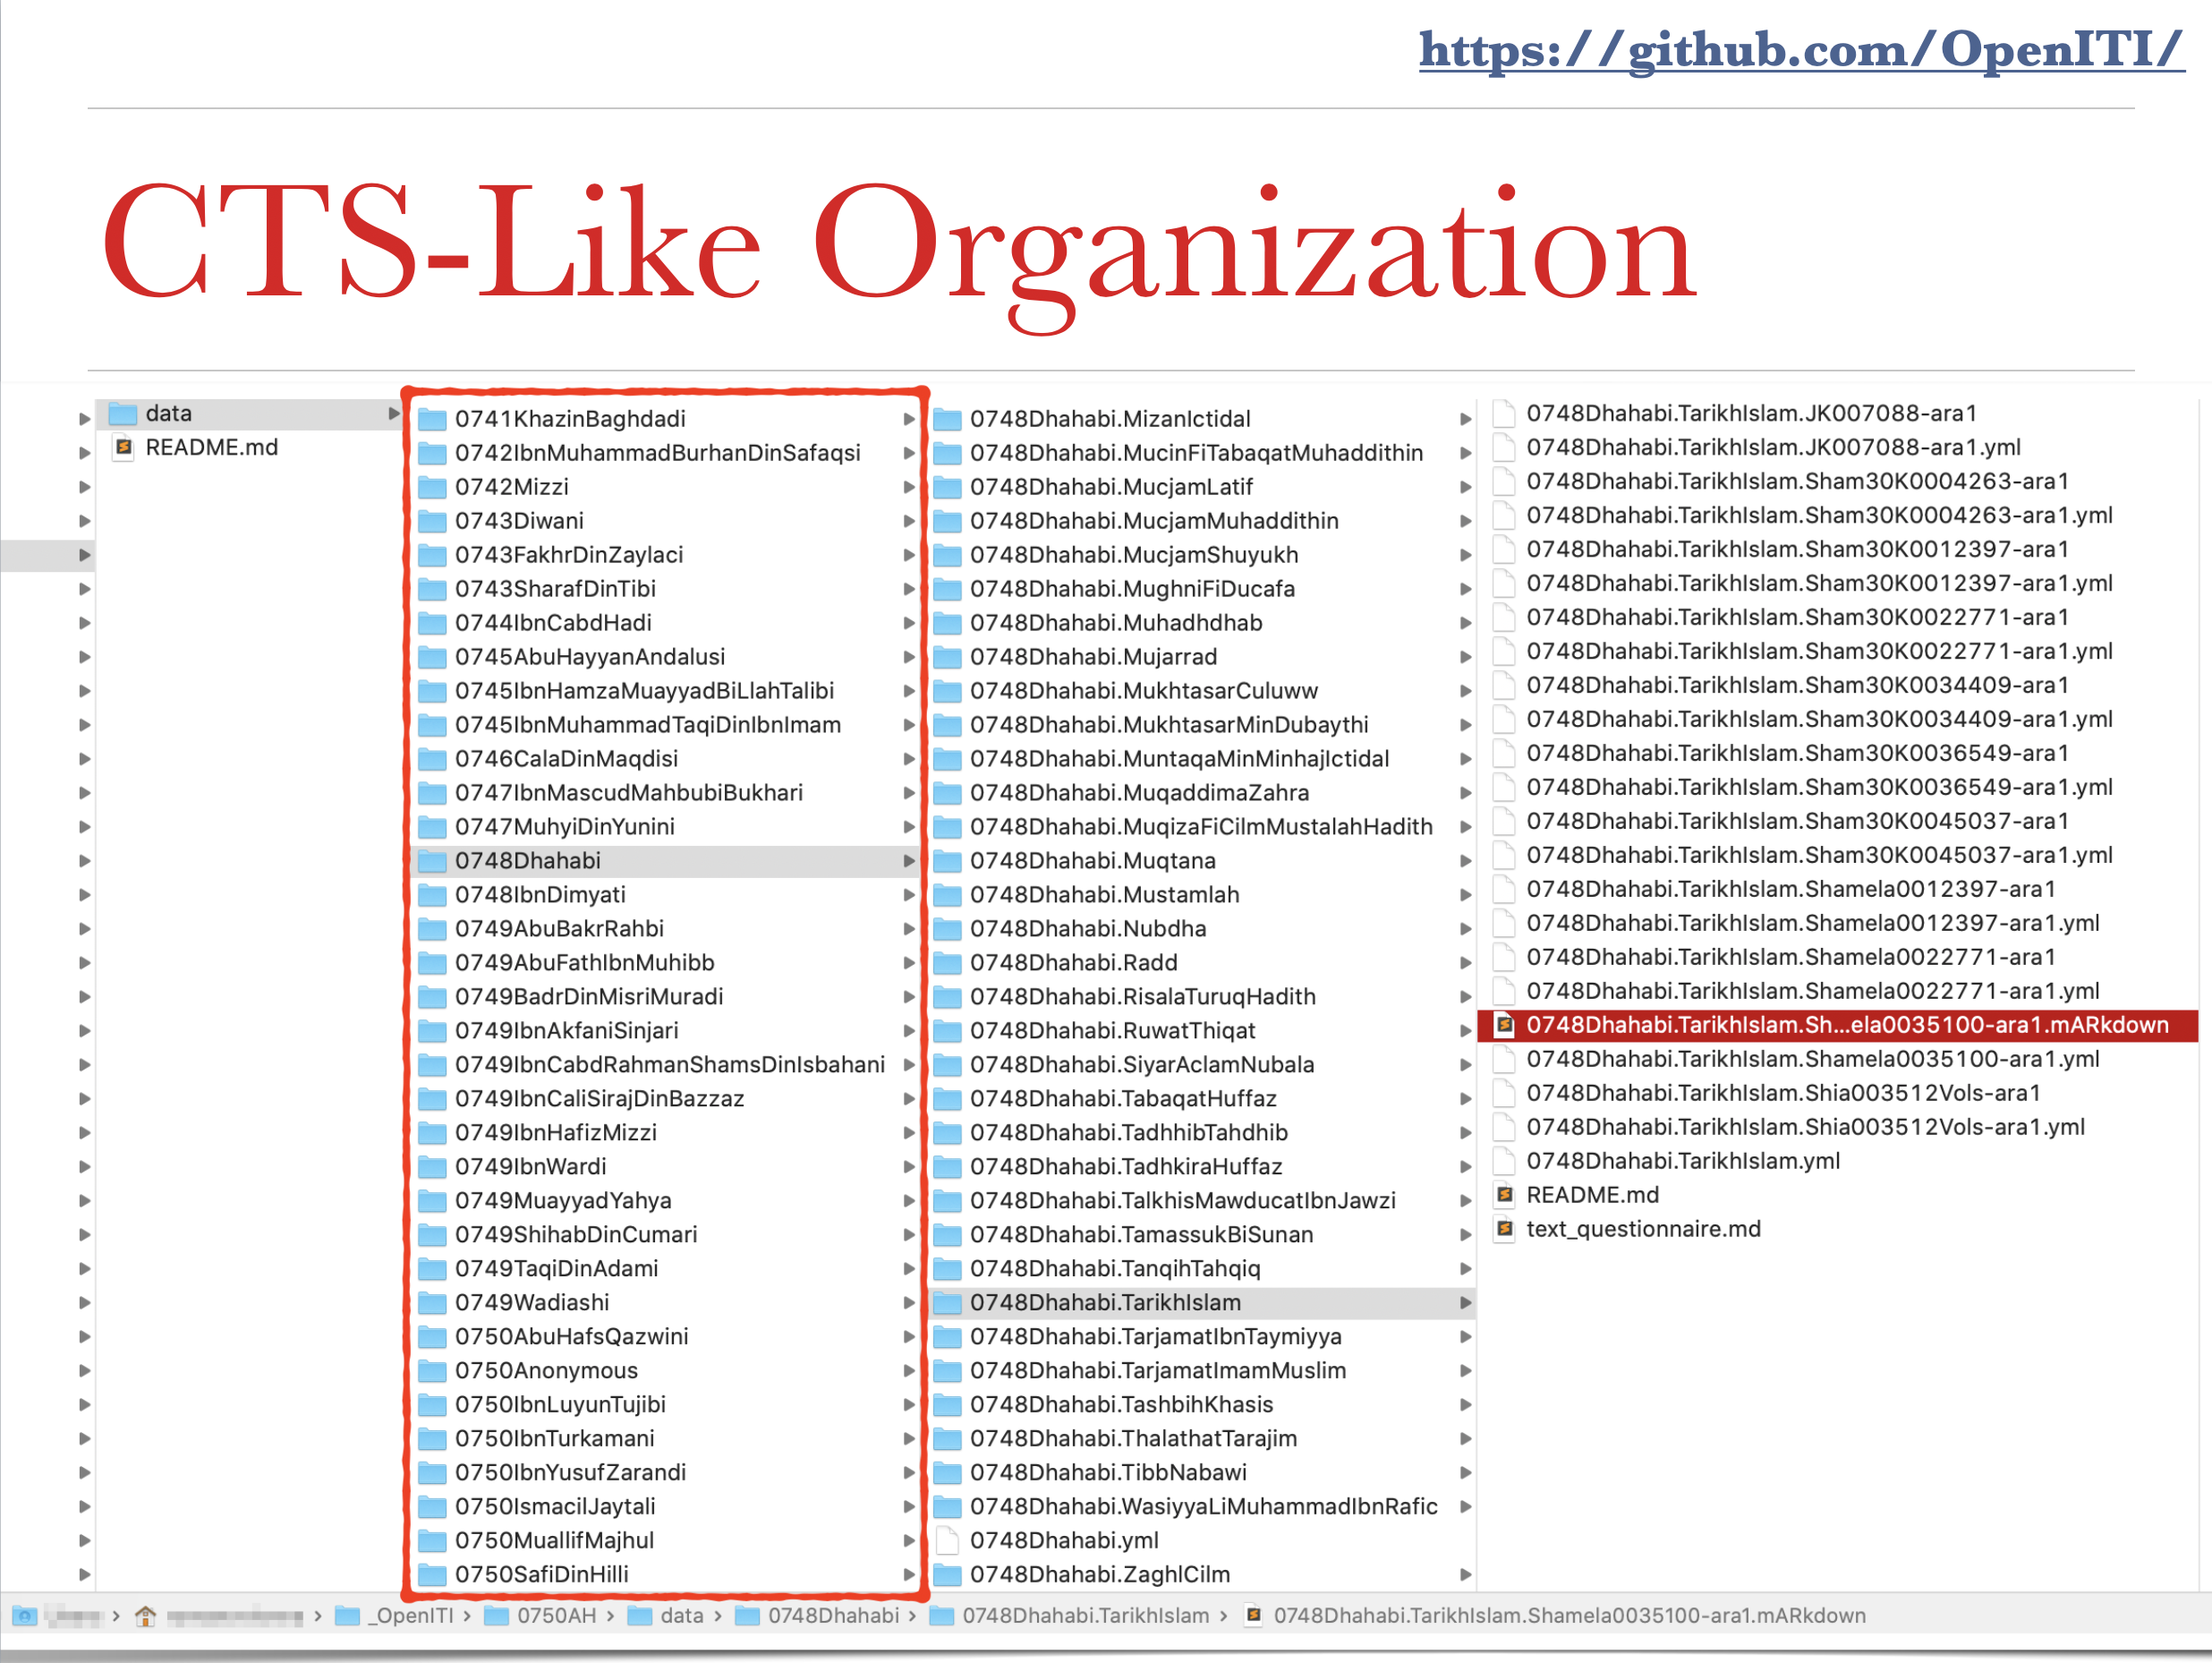 https://github.com/OpenITI/
CTS-Like Organization
data
README.md
0741KhazinBaghdadi
0742IbnMuhammadBurhanDinSafaqsi
0742Mizzi
0743Diwani
0743FakhrDinZaylaci
0743SharafDinTibi
0744IbnCabdHadi
0745AbuHayyanAndalusi
0745IbnHamzaMuayyadBiLlahTalibi
0745IbnMuhammadTaqiDinIbnImam
0746CalaDinMaqdisi
0747IbnMascudMahbubiBukhari
0747MuhyiDinYunini
0748Dhahabi
0748IbnDimyati
0749AbuBakrRahbi
0749AbuFathIbnMuhibb
0749BadrDinMisriMuradi
0749IbnAkfaniSinjari
0749IbnCabdRahmanShamsDinIsbahani
0749IbnCaliSirajDinBazzaz
0749IbnHafizMizzi
0749IbnWardi
0749MuayyadYahya
0749ShihabDinCumari
0749TaqiDinAdami
0749Wadiashi
0750AbuHafsQazwini
0750Anonymous
0750IbnLuyunTujibi
0750IbnTurkamani
0750IbnYusufZarandi
0750IsmacilJaytali
0750MuallifMajhul
0750SafiDinHilli
0748Dhahabi.MizanIctidal
0748Dhahabi.MucinFiTabaqatMuhaddithin
0748Dhahabi.MucjamLatif
0748Dhahabi.MucjamMuhaddithin
0748Dhahabi.MucjamShuyukh
0748Dhahabi.MughniFiDucafa
0748Dhahabi.Muhadhdhab
0748Dhahabi.Mujarrad
0748Dhahabi.MukhtasarCuluww
0748Dhahabi.MukhtasarMinDubaythi
0748Dhahabi.MuntaqaMinMinhajIctidal
0748Dhahabi.MuqaddimaZahra
0748Dhahabi.MuqizaFiCilmMustalahHadith
0748Dhahabi.Muqtana
0748Dhahabi.Mustamlah
0748Dhahabi.Nubdha
0748Dhahabi.Radd
0748Dhahabi.RisalaTuruqHadith
0748Dhahabi.RuwatThiqat
0748Dhahabi.SiyarAclamNubala
0748Dhahabi.TabaqatHuffaz
0748Dhahabi.TadhhibTahdhib
0748Dhahabi.TadhkiraHuffaz
0748Dhahabi.TalkhisMawducatIbnJawzi
0748Dhahabi.TamassukBiSunan
0748Dhahabi.TanqihTahqiq
0748Dhahabi.TarikhIslam
0748Dhahabi.TarjamatIbnTaymiyya
0748Dhahabi.TarjamatImamMuslim
0748Dhahabi.TashbihKhasis
0748Dhahabi.ThalathatTarajim
0748Dhahabi.TibbNabawi
0748Dhahabi.WasiyyaLiMuhammadIbnRafic
0748Dhahabi.yml
0748Dhahabi.ZaghlCilm
0748Dhahabi.TarikhIslam.JK007088-ara1
0748Dhahabi.TarikhIslam.JK007088-ara1.yml
0748Dhahabi.TarikhIslam.Sham30K0004263-ara1
0748Dhahabi.TarikhIslam.Sham30K0004263-ara1.yml
0748Dhahabi.TarikhIslam.Sham30K0012397-ara1
0748Dhahabi.TarikhIslam.Sham30K0012397-ara1.yml
0748Dhahabi.TarikhIslam.Sham30K0022771-ara1
0748Dhahabi.TarikhIslam.Sham30K0022771-ara1.yml
0748Dhahabi.TarikhIslam.Sham30K0034409-ara1
0748Dhahabi.TarikhIslam.Sham30K0034409-ara1.yml
0748Dhahabi.TarikhIslam.Sham30K0036549-ara1
0748Dhahabi.TarikhIslam.Sham30K0036549-ara1.yml
0748Dhahabi.TarikhIslam.Sham30K0045037-ara1
0748Dhahabi.TarikhIslam.Sham30K0045037-ara1.yml
0748Dhahabi.TarikhIslam.Shamela0012397-ara1
0748Dhahabi.TarikhIslam.Shamela0012397-ara1.yml
0748Dhahabi.TarikhIslam.Shamela0022771-ara1
0748Dhahabi.TarikhIslam.Shamela0022771-ara1.yml
0748Dhahabi.TarikhIslam.Sh...ela0035100-ara1.mARkdown
0748Dhahabi.TarikhIslam.Shamela0035100-ara1.yml
0748Dhahabi.TarikhIslam.Shia003512Vols-ara1
0748Dhahabi.TarikhIslam.Shia003512Vols-ara1.yml
0748Dhahabi.TarikhIslam.yml
README.md
text_questionnaire.md
_OpenITI › 0750AH › data › 0748Dhahabi › 0748Dhahabi.TarikhIslam › 0748Dhahabi.TarikhIslam.Shamela0035100-ara1.mARkdown